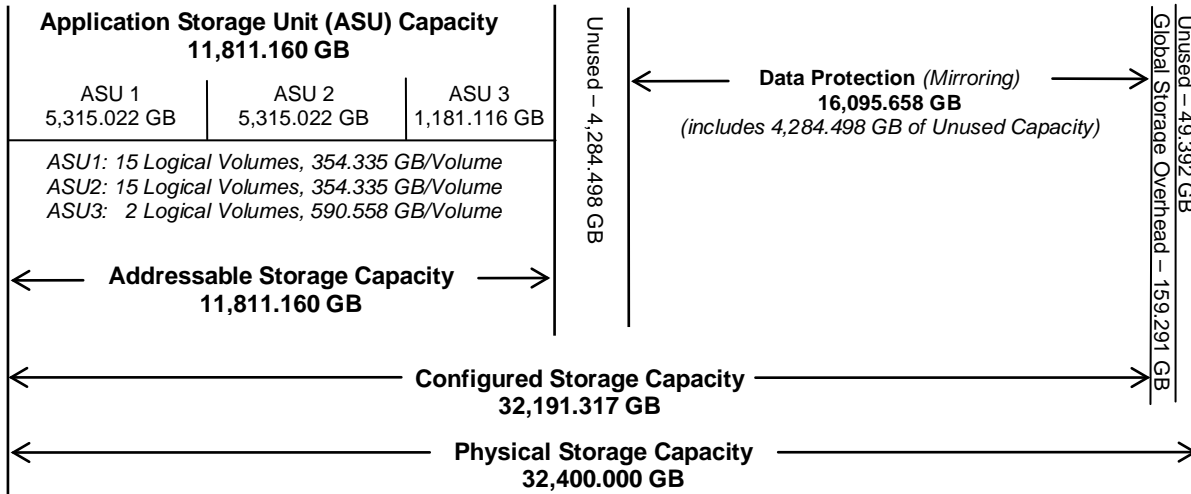 Application Storage Unit (ASU) Capacity
11,811.160 GB
ASU 1
5,315.022 GB
ASU 2
5,315.022 GB
ASU 3
1,181.116 GB
ASU1: 15 Logical Volumes, 354.335 GB/Volume
ASU2: 15 Logical Volumes, 354.335 GB/Volume
ASU3: 2 Logical Volumes, 590.558 GB/Volume
Addressable Storage Capacity
11,811.160 GB
Unused – 4,284.498 GB
Data Protection (Mirroring)
16,095.658 GB
(includes 4,284.498 GB of Unused Capacity)
Global Storage Overhead – 159.291 GB
Unused – 49.392 GB
Configured Storage Capacity
32,191.317 GB
Physical Storage Capacity
32,400.000 GB